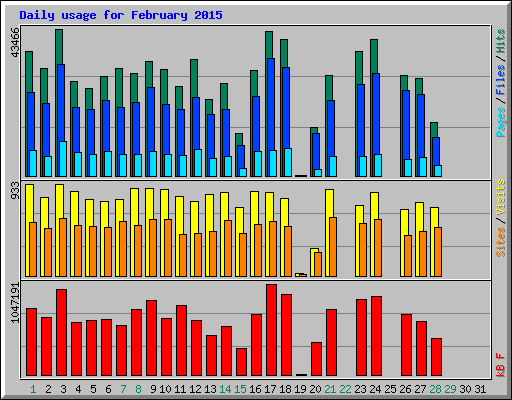 Daily usage for February 2015
43466
Pages / Files / Hits
933
Sites / Visits
1047191
kB F
1 2 3 4 5 6 7 8 9 10 11 12 13 14 15 16 17 18 19 20 21 22 23 24 25 26 27 28 29 30 31